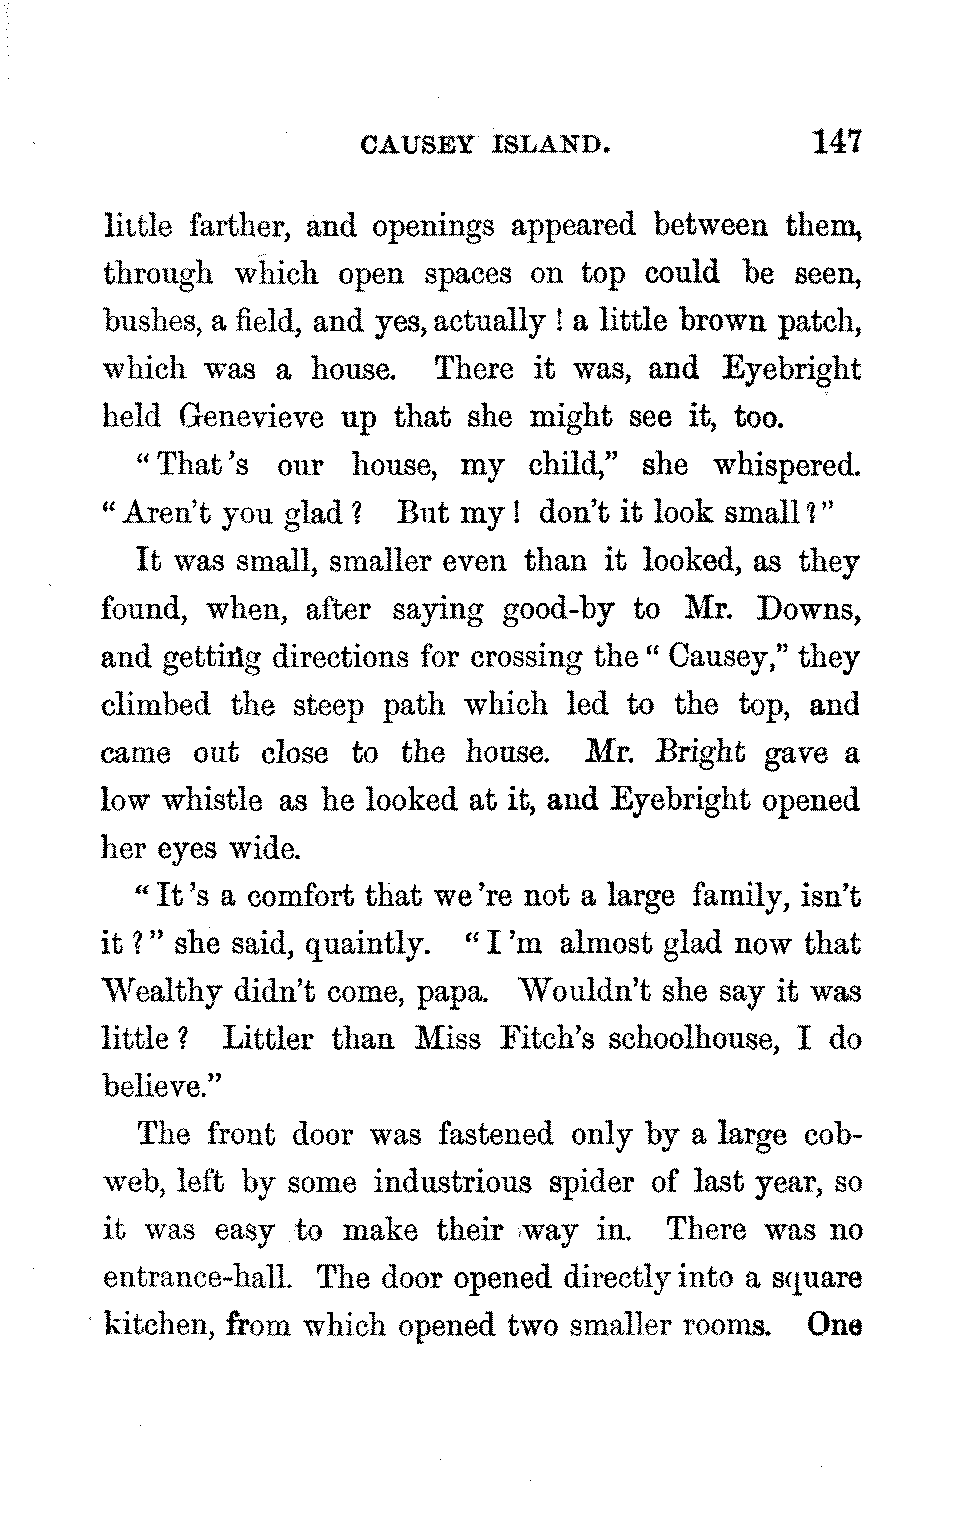 CAUSEY ISLAND. 147
little farther, and openings appeared between them,
through which open spaces on top could be seen,
bushes, a field, and yes, actually! a little brown patch,
which was a house. There it was, and Eyebright
held Genevieve up that she might see it, too.
"That's our house, my child," she whispered.
"Aren't you glad? But my! don't it look small?"
It was small, smaller even than it looked, as they
found, when, after saying good-by to Mr. Downs,
and getting directions for crossing the "Causey," they
climbed the steep path which led to the top, and
came out close to the house. Mr. Bright gave a
low whistle as he looked at it, and Eyebright opened
her eyes wide.
"It's a comfort that we're not a large family, isn't
it?" she said, quaintly. "I'm almost glad now that
Wealthy didn't come, papa. Wouldn't she say it was
little? Littler than Miss Fitch's schoolhouse, I do
believe."
The front door was fastened only by a large cob-
web, left by some industrious spider of last year, so
it was easy to make their way in. There was no
entrance-hall. The door opened directly into a square
kitchen, from which opened two smaller rooms. One